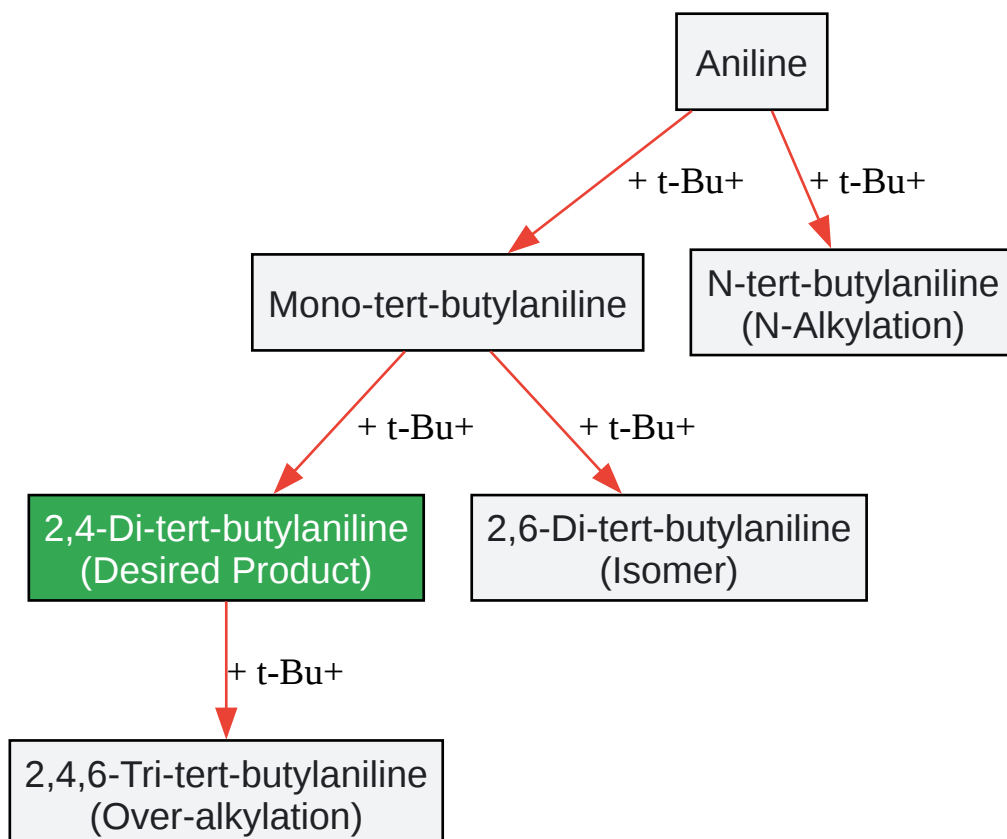 Aniline
+ t-Bu+
+ t-Bu+
Mono-tert-butylaniline
N-tert-butylaniline
(N-Alkylation)
+ t-Bu+
+ t-Bu+
2,4-Di-tert-butylaniline
(Desired Product)
2,6-Di-tert-butylaniline
(Isomer)
+ t-Bu+
2,4,6-Tri-tert-butylaniline
(Over-alkylation)